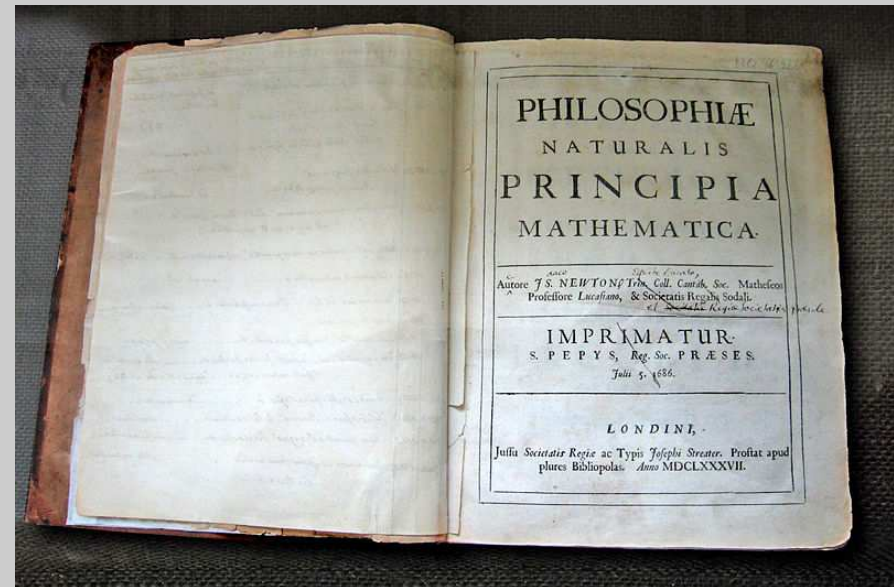 PHILOSOPHIÆ
NATURALIS
PRINCIPIA
MATHEMATICA.
Autore JS. NEWTON, Trin. Coll. Cantab. Soc. Matheseos
Professore Lucasiano, & Societatis Regalis Sodali.
IMPRIMATUR.
S. PEPYS, Reg. Soc. PRÆSES.
Julii 5. 1686.
LONDINI,
Jussu Societatis Regiæ ac Typis Josephi Streater. Prostat apud
plures Bibliopolas. Anno MDCLXXXVII.